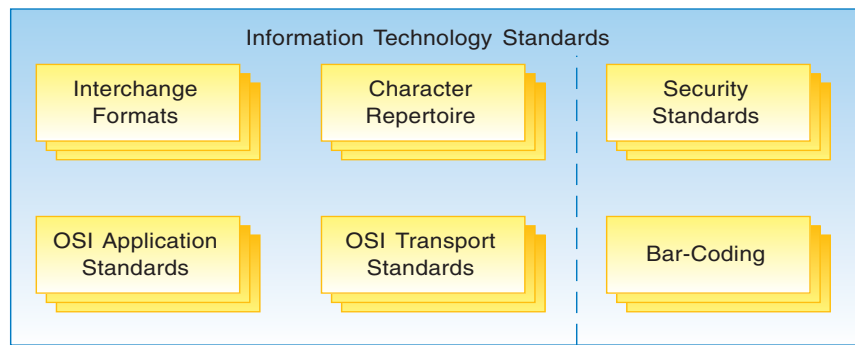 Information Technology Standards
Interchange
Formats
Character
Repertoire
Security
Standards
OSI Application
Standards
OSI Transport
Standards
Bar-Coding